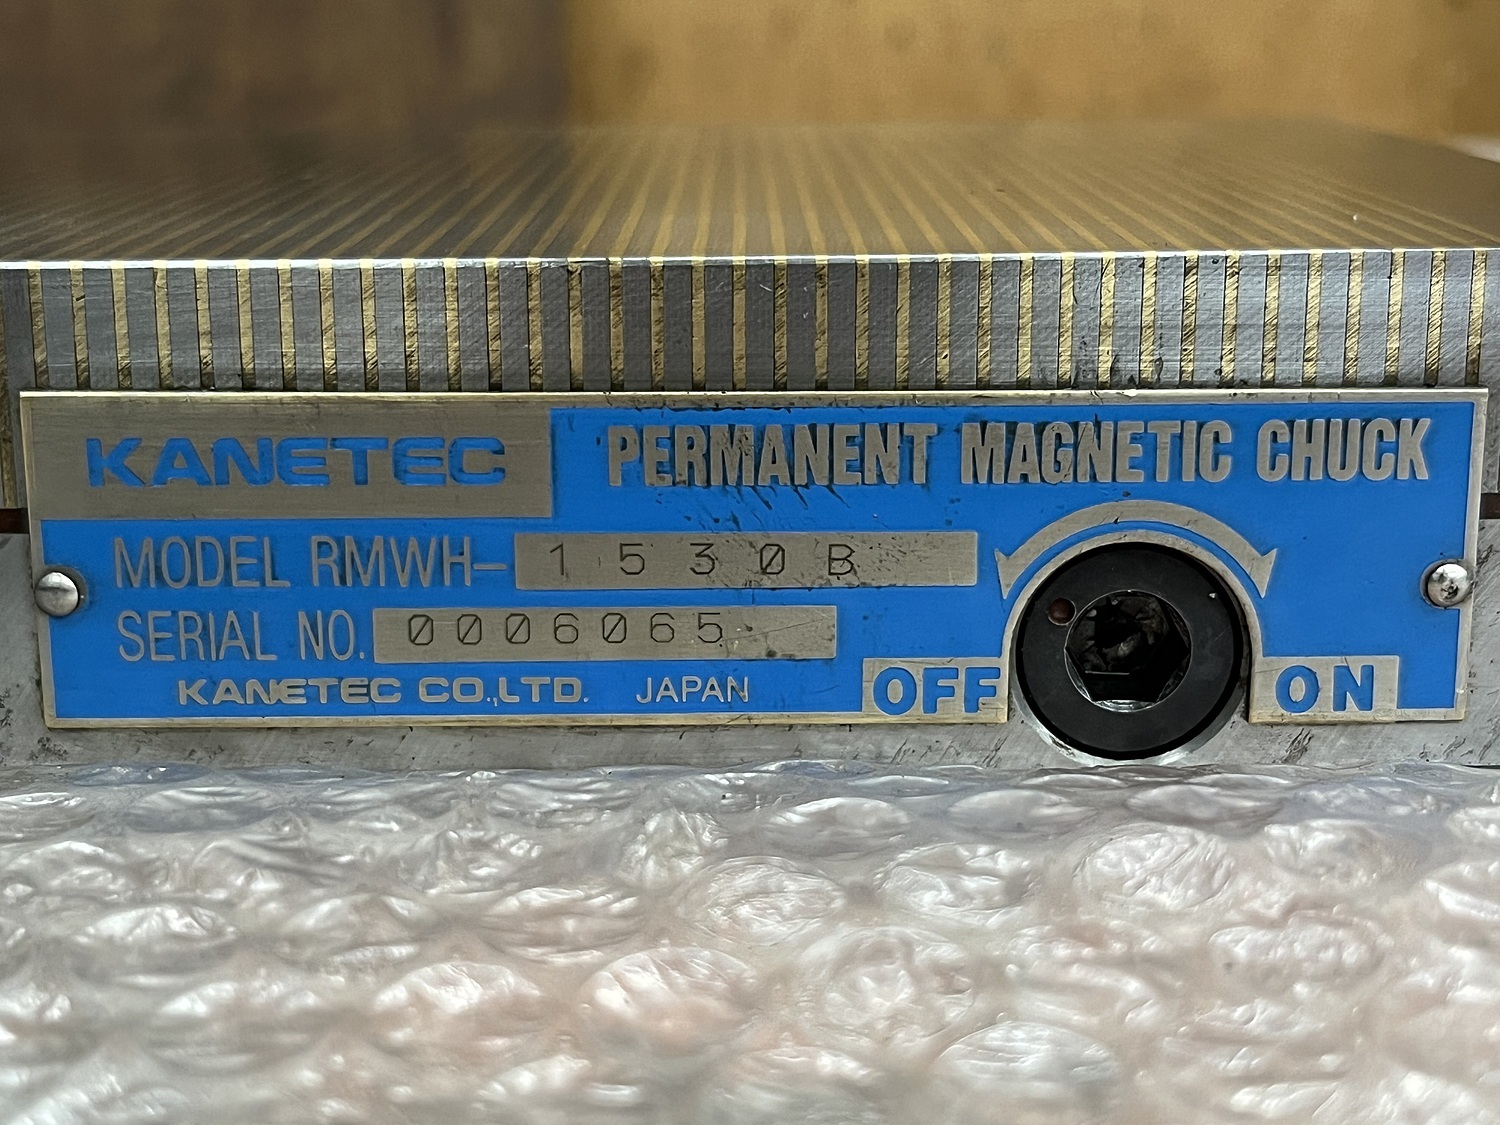 KANETEC PERMANENT MAGNETIC CHUCK
MODEL RMWH-1530B
SERIAL NO. 0006065
KANETEC CO.,LTD. JAPAN
OFF ON